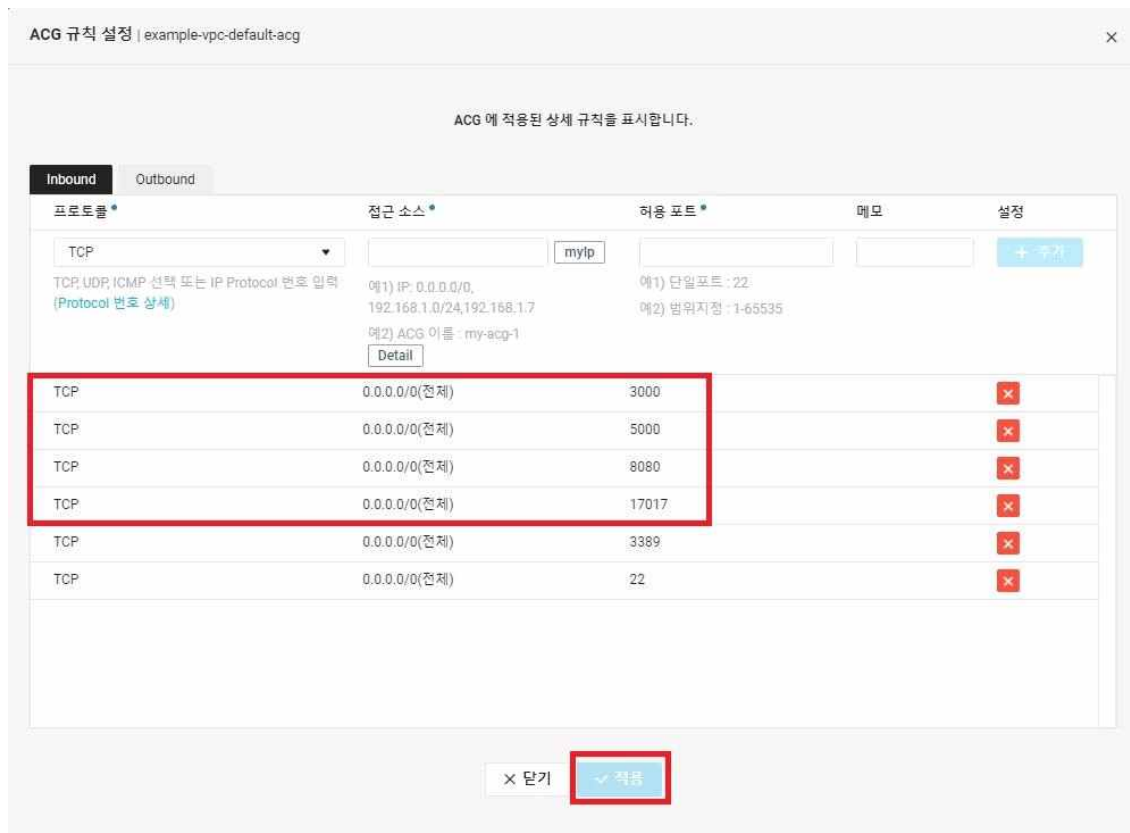 ACG 규칙 설정 | example-vpc-default-acg
ACG 에 적용된 상세 규칙을 표시합니다.
Inbound Outbound
프로토콜 접근 소스 허용 포트 메모 설정
TCP myIp + 추가
TCP, UDP, ICMP 선택 또는 IP Protocol 번호 입력
(Protocol 번호 상세)
예1) IP: 0.0.0.0/0,
192.168.1.0/24,192.168.1.7
예2) ACG 이름 : my-acg-1
Detail
예1) 단일포트 : 22
예2) 범위지정 : 1-65535
TCP 0.0.0.0/0(전체) 3000
TCP 0.0.0.0/0(전체) 5000
TCP 0.0.0.0/0(전체) 8080
TCP 0.0.0.0/0(전체) 17017
TCP 0.0.0.0/0(전체) 3389
TCP 0.0.0.0/0(전체) 22
× 닫기 ✓ 적용